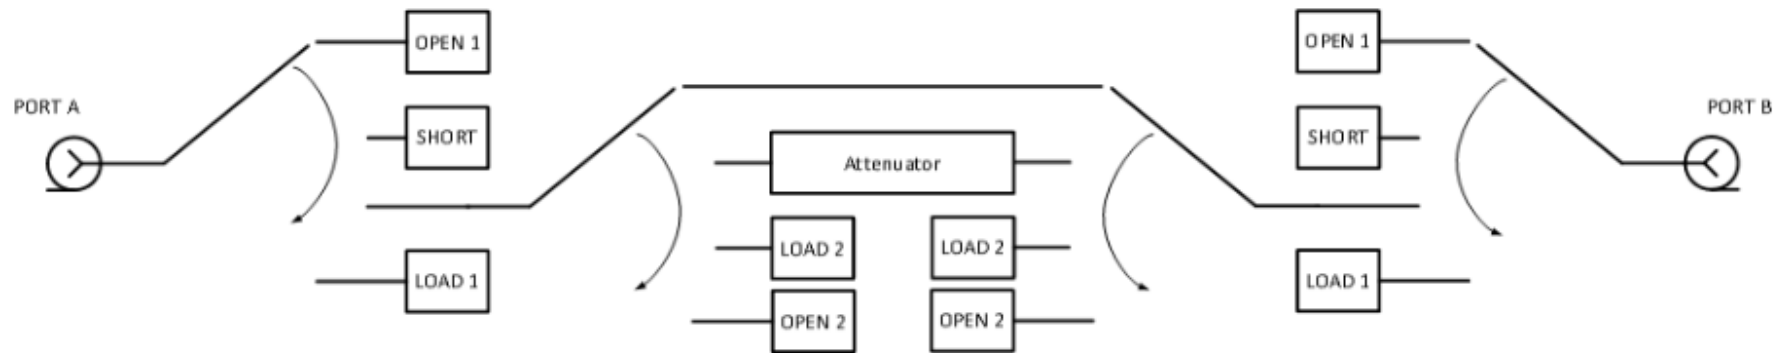 OPEN 1
OPEN 1
PORT A
PORT B
SHORT
SHORT
Attenuator
LOAD 2
LOAD 2
LOAD 1
LOAD 1
OPEN 2
OPEN 2